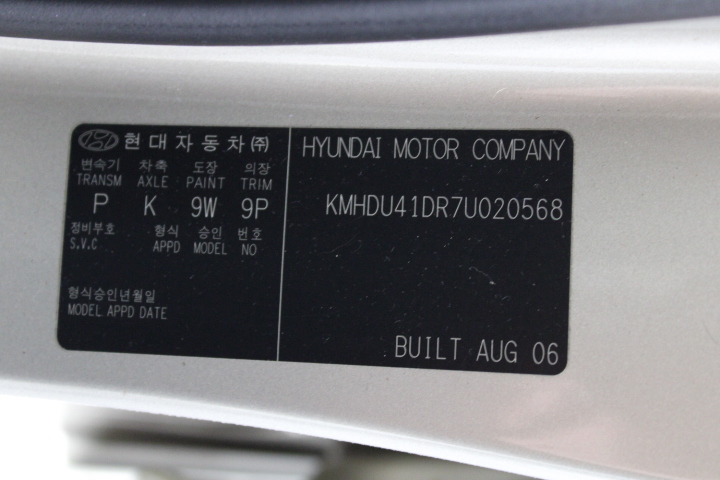 현대자동차㈜
변속기 차축 도장 의장
TRANSM AXLE PAINT TRIM
P K 9W 9P
정비부호 형식 승인 번호
S.V.C APPD MODEL NO
형식승인년월일
MODEL APPD DATE
HYUNDAI MOTOR COMPANY
KMHDU41DR7U020568
BUILT AUG 06